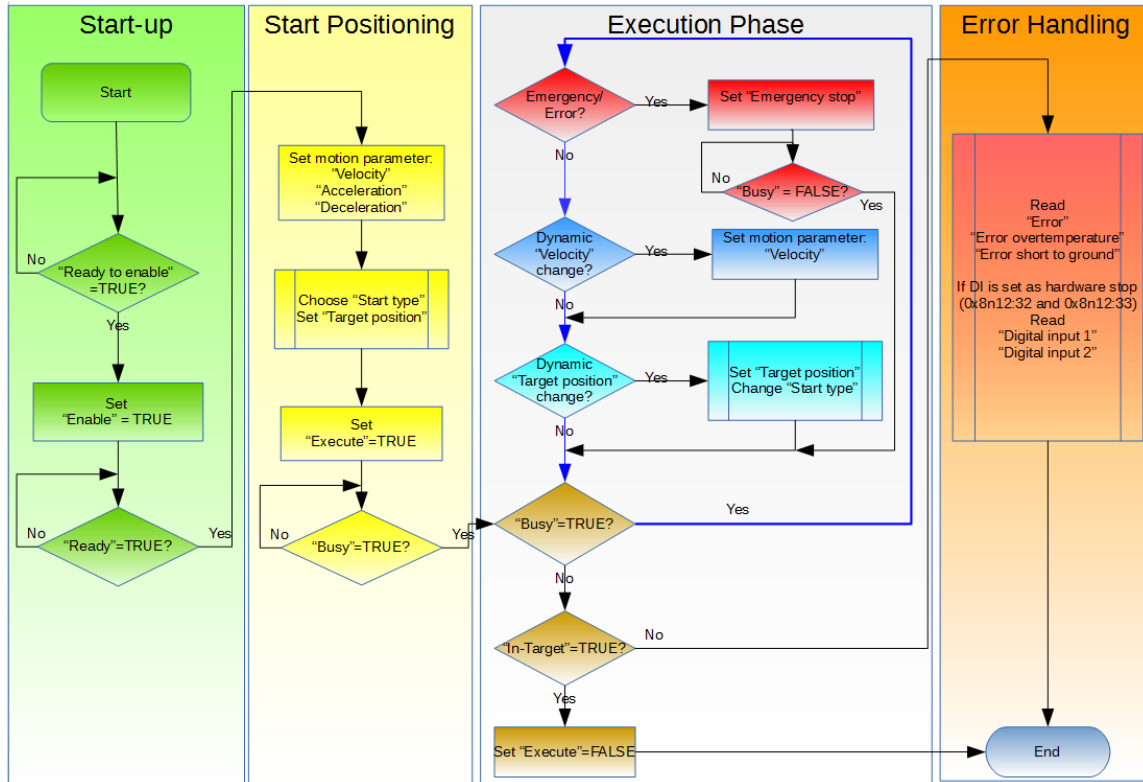 Start-up
Start
No
“Ready to enable“
=TRUE?
Yes
Set
“Enable” = TRUE
No
“Ready”=TRUE?
Yes
Start Positioning
Set motion parameter:
“Velocity”
“Acceleration”
“Deceleration”
Choose “Start type”
Set “Target position”
Set
“Execute”=TRUE
No
“Busy”=TRUE?
Yes
Execution Phase
Emergency/
Error?
Yes
Set “Emergency stop”
No
No
“Busy” = FALSE?
Yes
Dynamic
“Velocity”
change?
Yes
Set motion parameter:
“Velocity”
No
Dynamic
“Target position”
change?
Yes
Set “Target position”
Change “Start type”
No
“Busy”=TRUE?
Yes
No
“In-Target”=TRUE?
No
Yes
Set “Execute”=FALSE
Error Handling
Read
“Error”
“Error overtemperature”
“Error short to ground”
If DI is set as hardware stop
(0x8n12:32 and 0x8n12:33)
Read
“Digital input 1”
“Digital input 2”
End